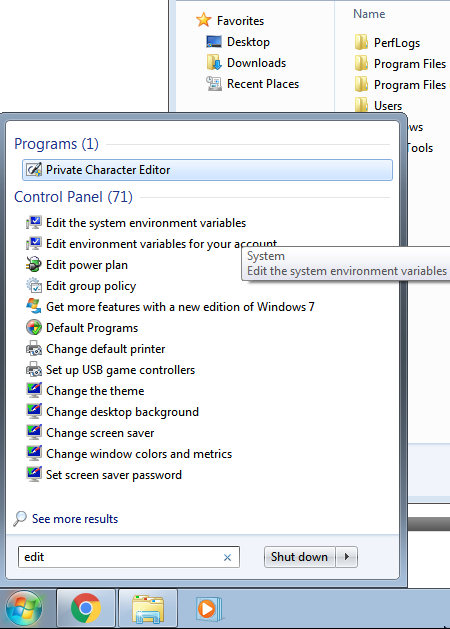 Favorites
Desktop
Downloads
Recent Places
Name
PerfLogs
Program Files
Program Files
Users
ows
Tools
Programs (1)
Private Character Editor
Control Panel (71)
Edit the system environment variables
Edit environment variables for your account
System
Edit the system environment variables
Edit power plan
Edit group policy
Get more features with a new edition of Windows 7
Default Programs
Change default printer
Set up USB game controllers
Change the theme
Change desktop background
Change screen saver
Change window colors and metrics
Set screen saver password
See more results
edit
Shut down